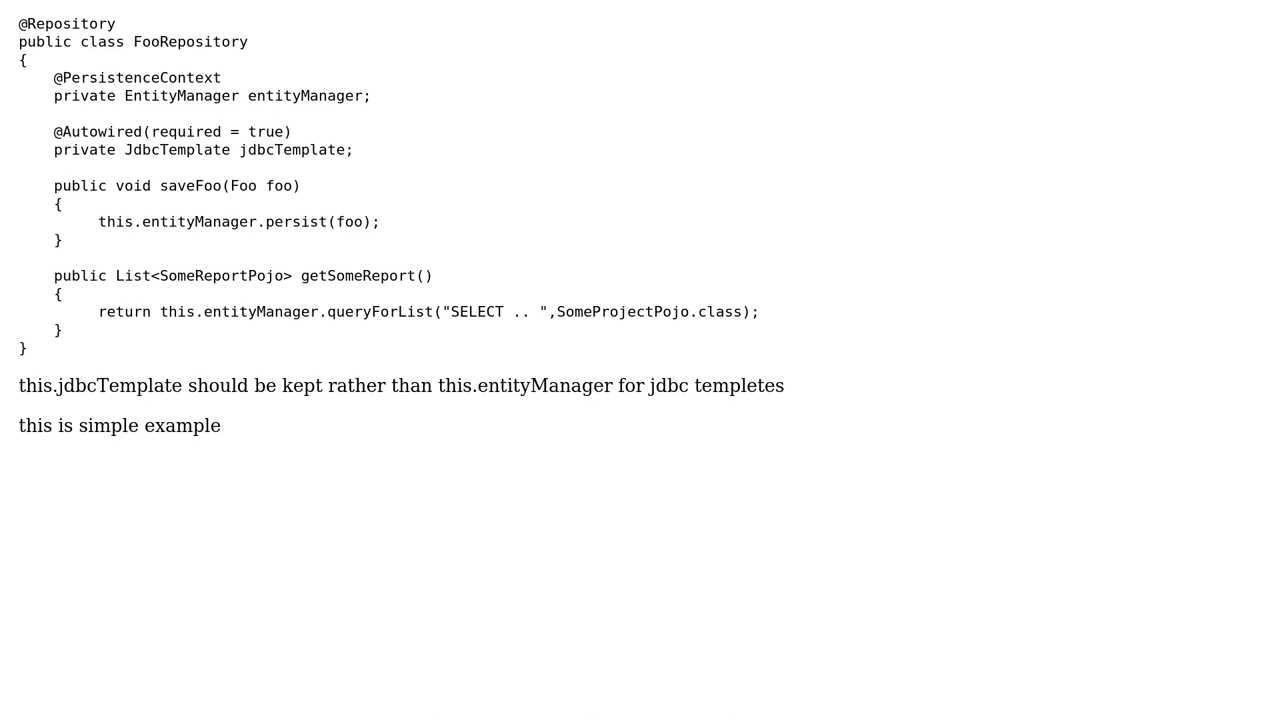 @Repository
public class FooRepository
{
    @PersistenceContext
    private EntityManager entityManager;

    @Autowired(required = true)
    private JdbcTemplate jdbcTemplate;

    public void saveFoo(Foo foo)
    {
         this.entityManager.persist(foo);
    }

    public List<SomeReportPojo> getSomeReport()
    {
         return this.entityManager.queryForList("SELECT .. ",SomeProjectPojo.class);
    }
}
this.jdbcTemplate should be kept rather than this.entityManager for jdbc templetes
this is simple example